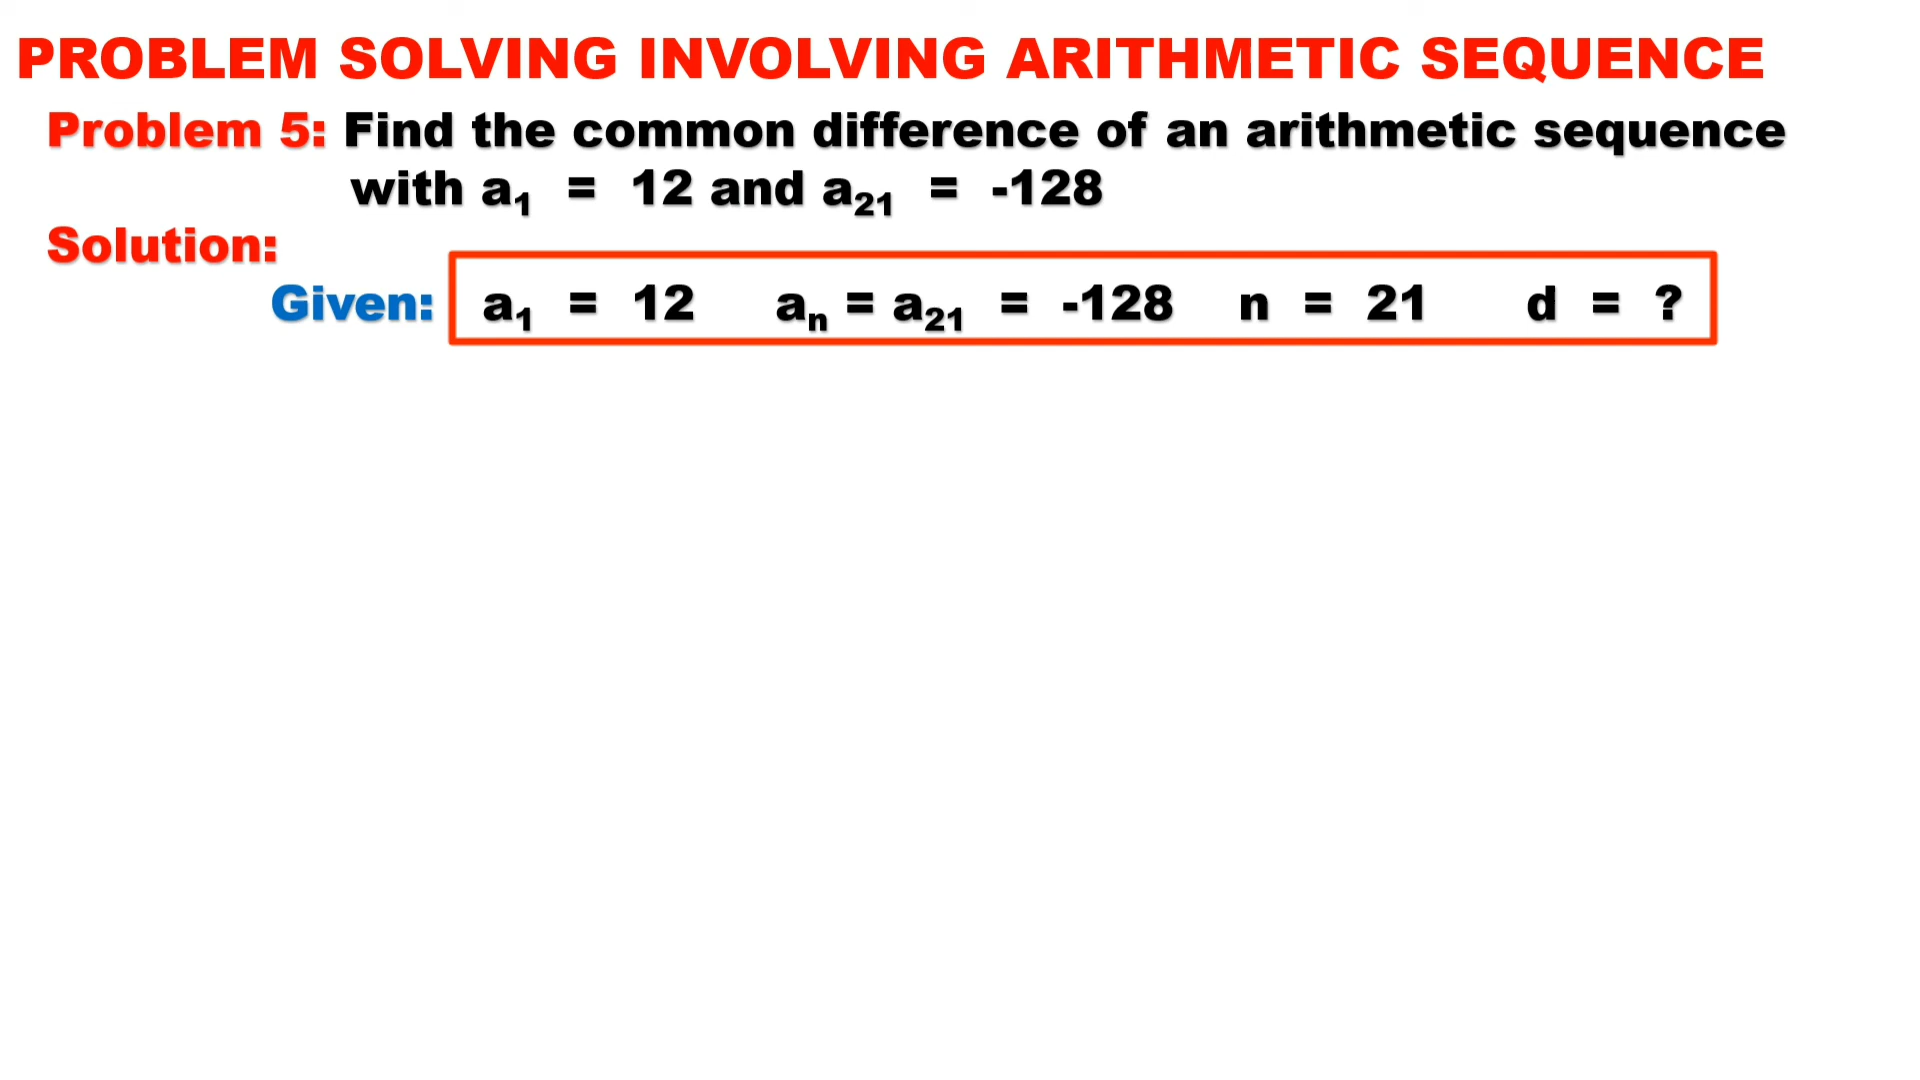 PROBLEM SOLVING INVOLVING ARITHMETIC SEQUENCE
Problem 5: Find the common difference of an arithmetic sequence
with a₁ = 12 and a₂₁ = -128
Solution:
Given: a₁ = 12 aₙ = a₂₁ = -128 n = 21 d = ?